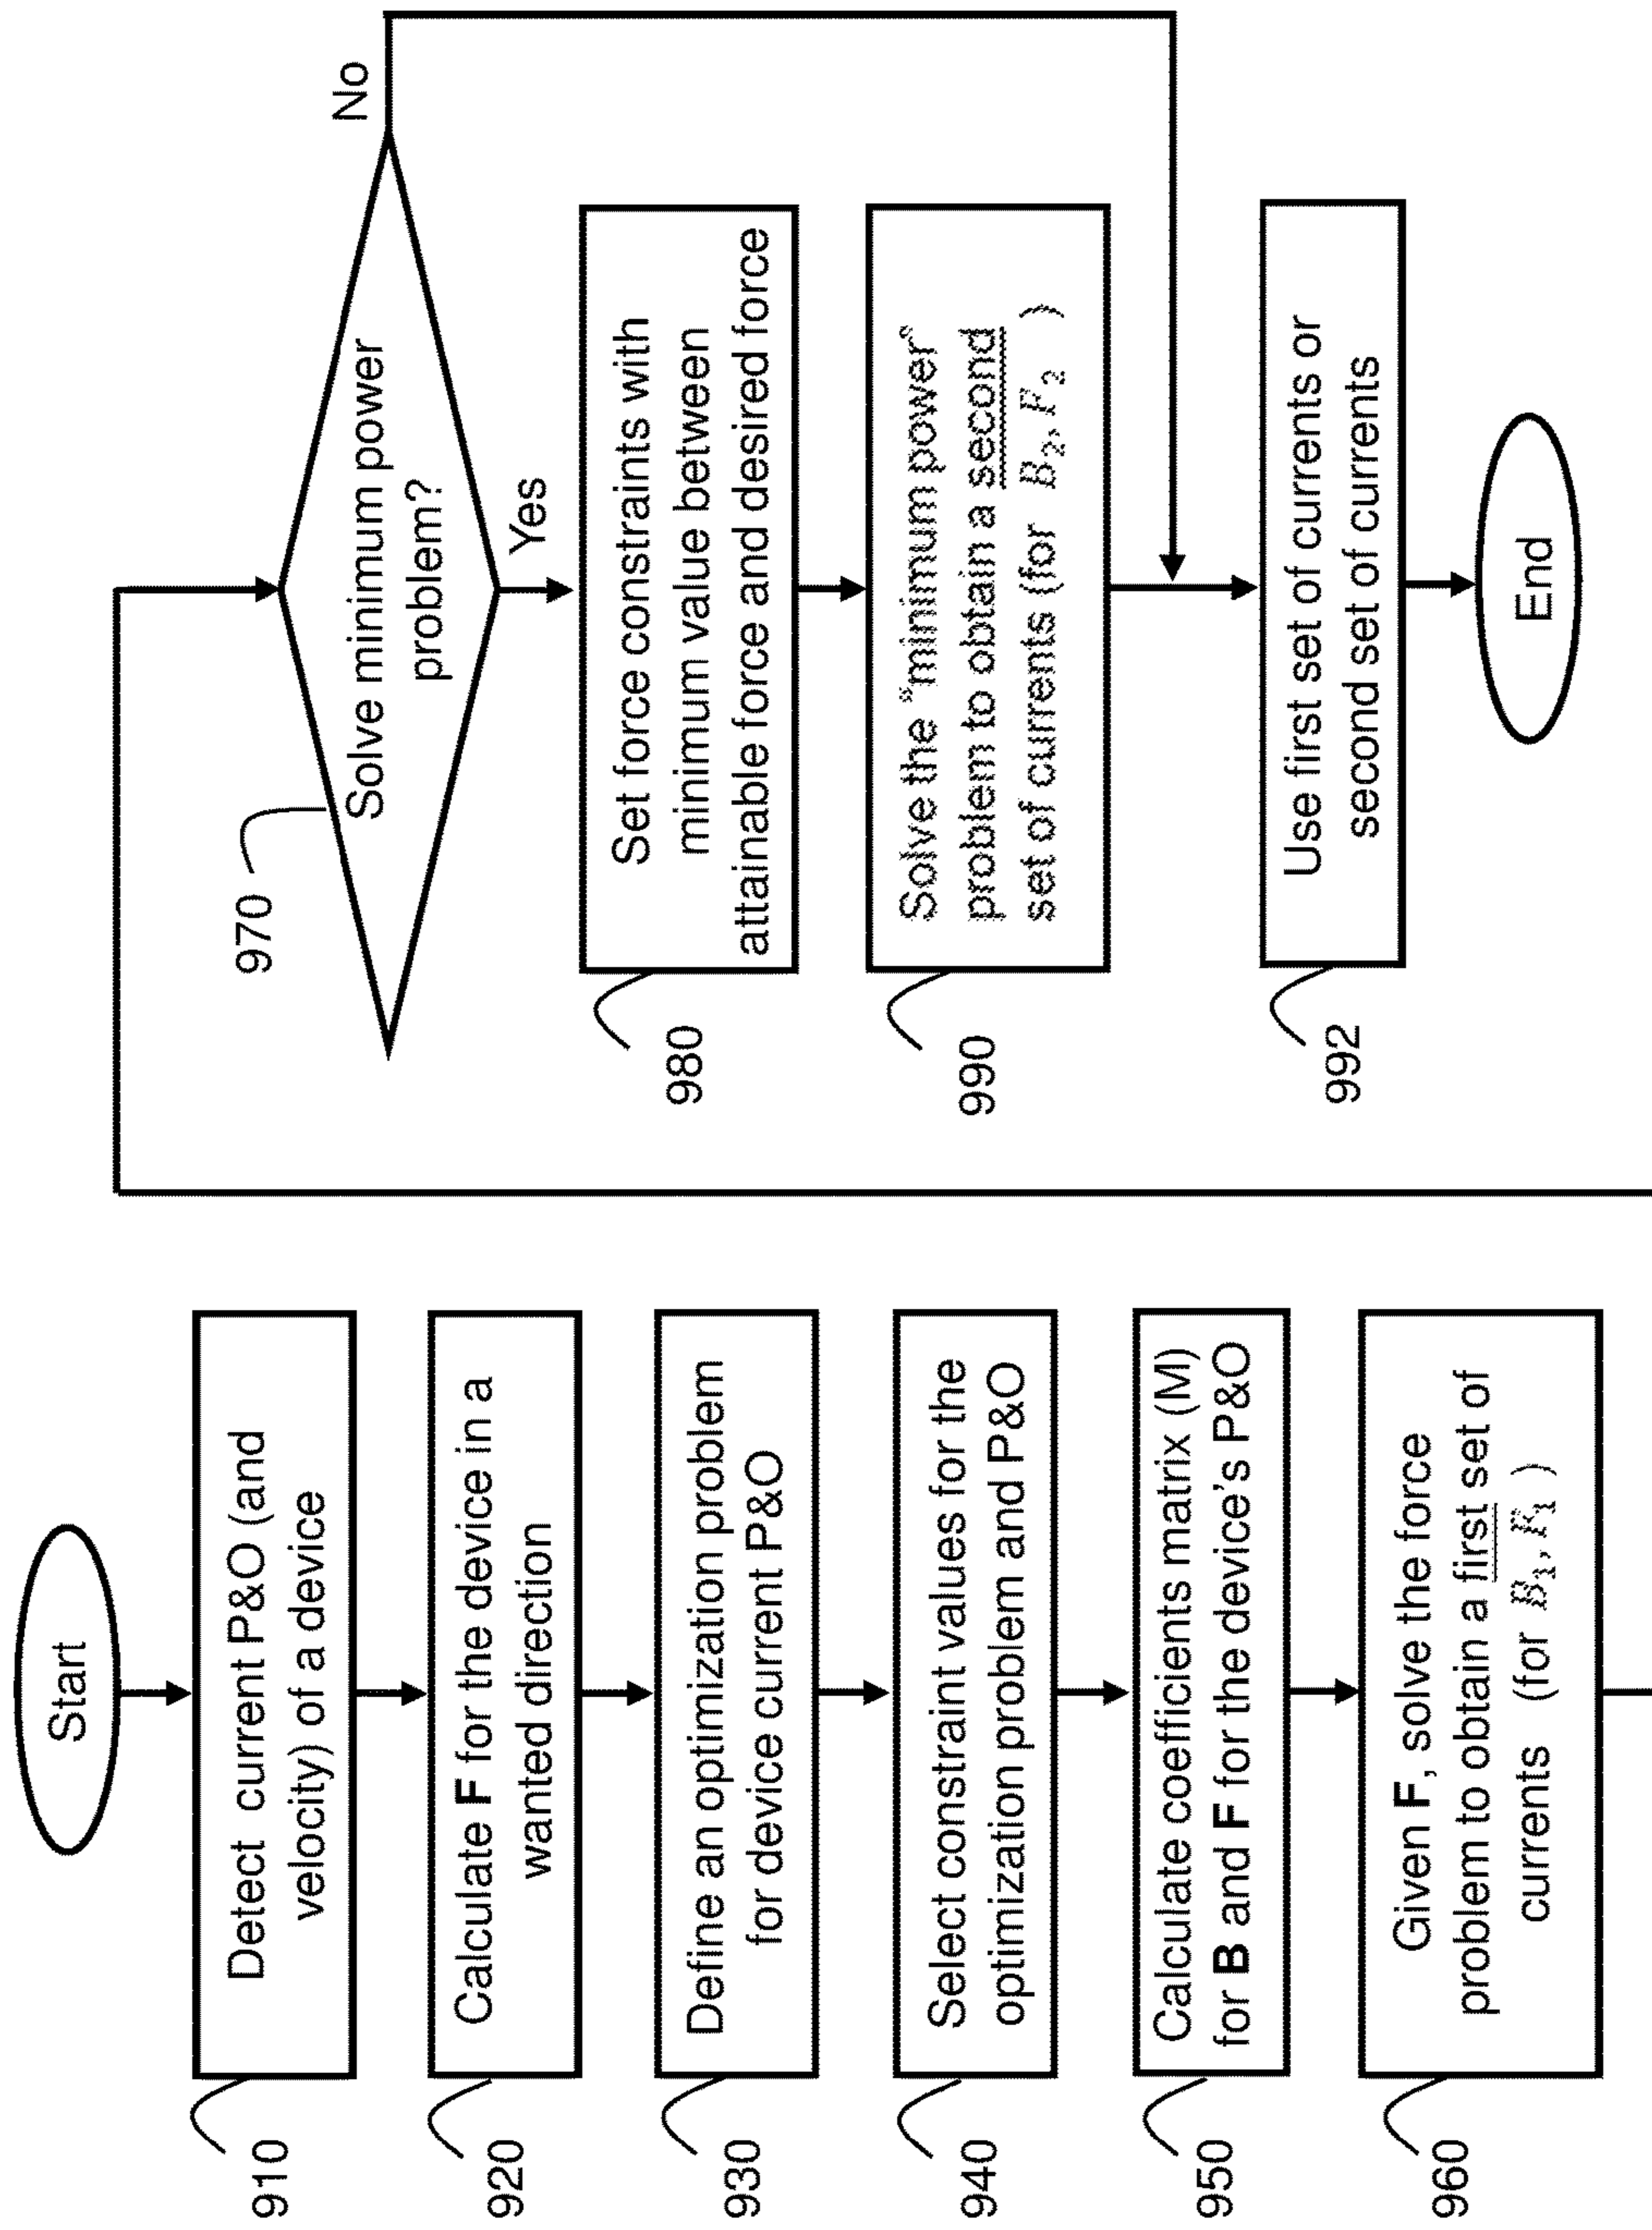 Start
910
Detect current P&O (and
velocity) of a device
920
Calculate F for the device in a
wanted direction
930
Define an optimization problem
for device current P&O
940
Select constraint values for the
optimization problem and P&O
950
Calculate coefficients matrix (M)
for B and F for the device's P&O
960
Given F, solve the force
problem to obtain a first set of
currents (for B₁, F₁ )
970
Solve minimum power
problem?
No
Yes
980
Set force constraints with
minimum value between
attainable force and desired force
990
Solve the "minimum power"
problem to obtain a second
set of currents (for B₂, F₂ )
992
Use first set of currents or
second set of currents
End